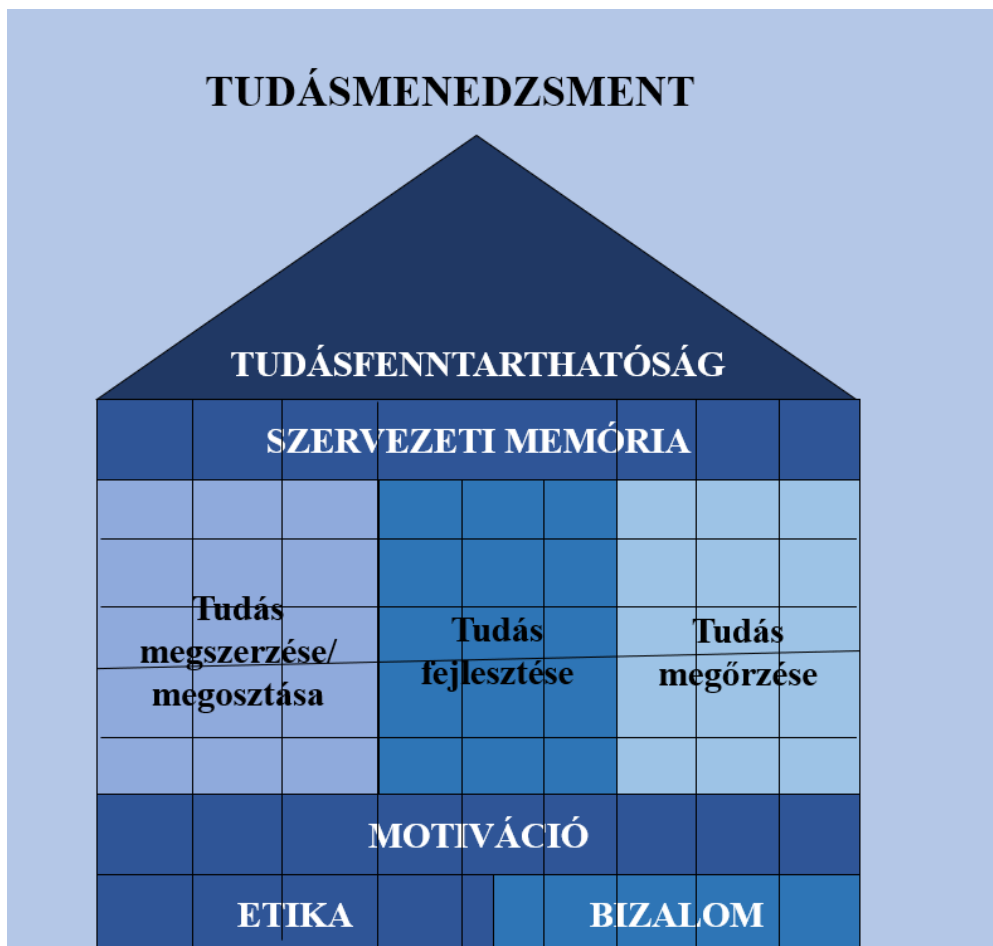 TUDÁSMENEDZSMENT
TUDÁSFENNTARTHATÓSÁG
SZERVEZETI MEMÓRIA
Tudás
megszerzése/
megosztása
Tudás
fejlesztése
Tudás
megőrzése
MOTIVÁCIÓ
ETIKA
BIZALOM